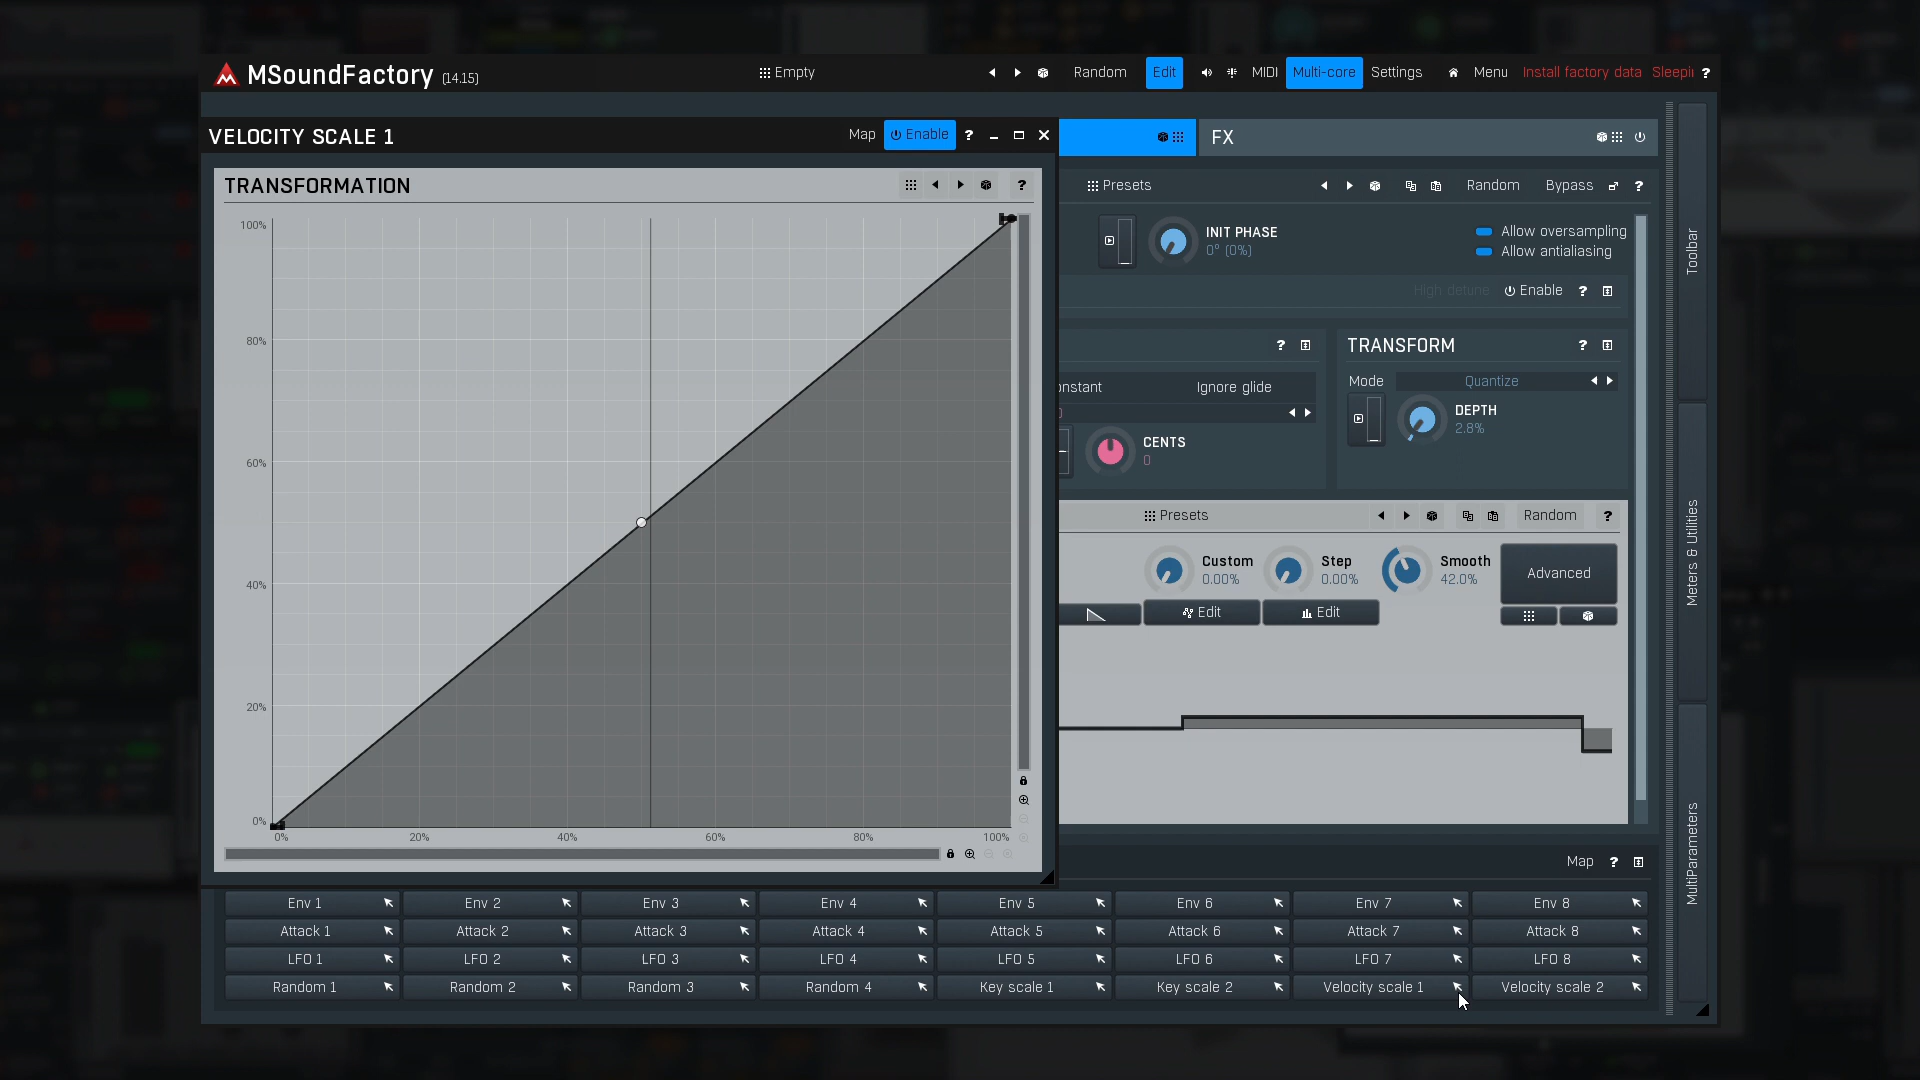 MSoundFactory (14.15)
Empty
Random
Edit
MIDI
Multi-core
Settings
Menu
Install factory data
Sleepi
?
VELOCITY SCALE 1
Map
Enable
?
FX
TRANSFORMATION
?
Presets
Random
Bypass
?
100%
80%
60%
40%
20%
0%
0%
20%
40%
60%
80%
100%
INIT PHASE
0° (0%)
Allow oversampling
Allow antialiasing
High detune
Enable
?
?
TRANSFORM
?
onstant
Ignore glide
Mode
Quantize
DEPTH
2.8%
CENTS
0
Presets
Random
?
Custom
0.00%
Step
0.00%
Smooth
42.0%
Advanced
Edit
Edit
Map
?
Env 1
Env 2
Env 3
Env 4
Env 5
Env 6
Env 7
Env 8
Attack 1
Attack 2
Attack 3
Attack 4
Attack 5
Attack 6
Attack 7
Attack 8
LFO 1
LFO 2
LFO 3
LFO 4
LFO 5
LFO 6
LFO 7
LFO 8
Random 1
Random 2
Random 3
Random 4
Key scale 1
Key scale 2
Velocity scale 1
Velocity scale 2
Toolbar
Meters & Utilities
MultiParameters